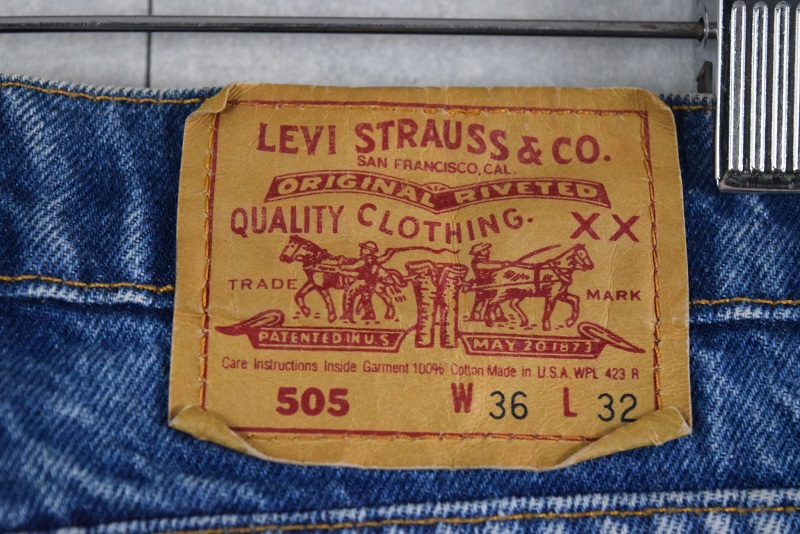 LEVI STRAUSS & CO.
SAN FRANCISCO, CAL.
ORIGINAL RIVETED
QUALITY CLOTHING. XX
TRADE MARK
PATENTED IN U.S MAY 20 1873
Care Instructions Inside Garment 100% Cotton Made in U.S.A. WPL 423 R
505 W 36 L 32